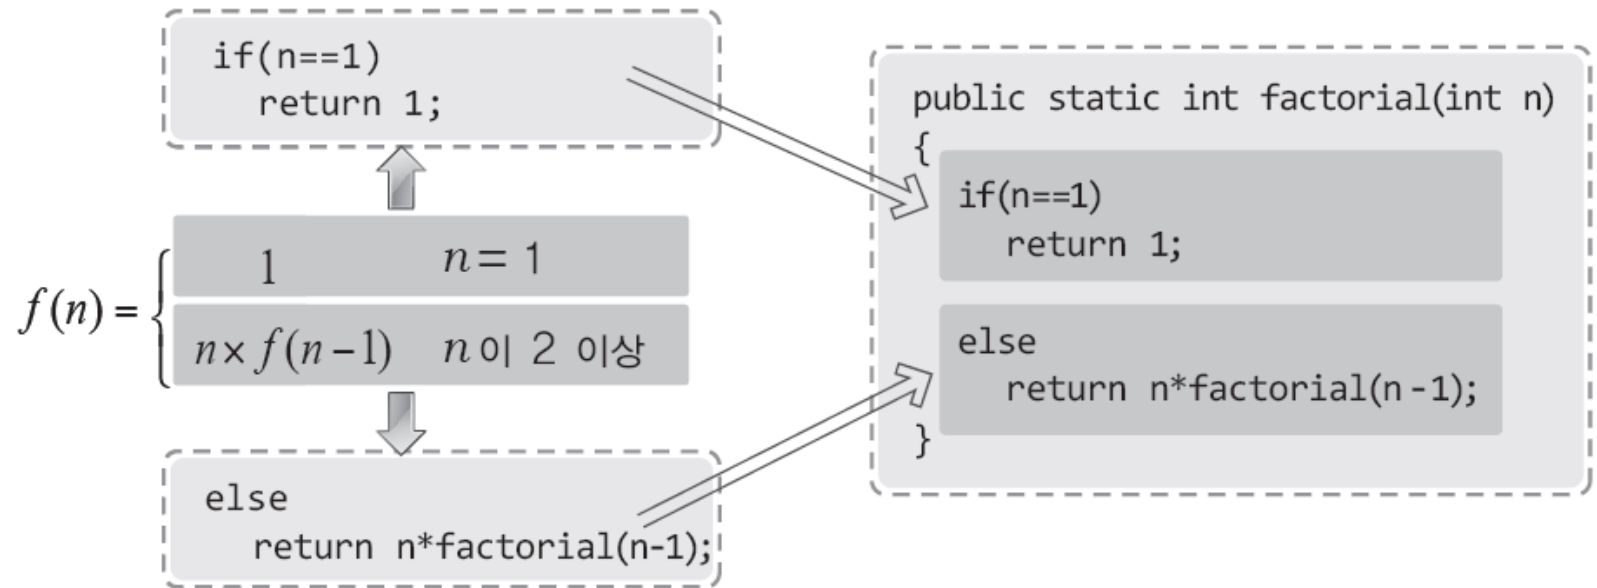 if(n==1)
return 1;
f(n) =
1 n = 1
n × f(n − 1) n이 2 이상
else
return n*factorial(n-1);
public static int factorial(int n)
{
if(n==1)
return 1;
else
return n*factorial(n-1);
}